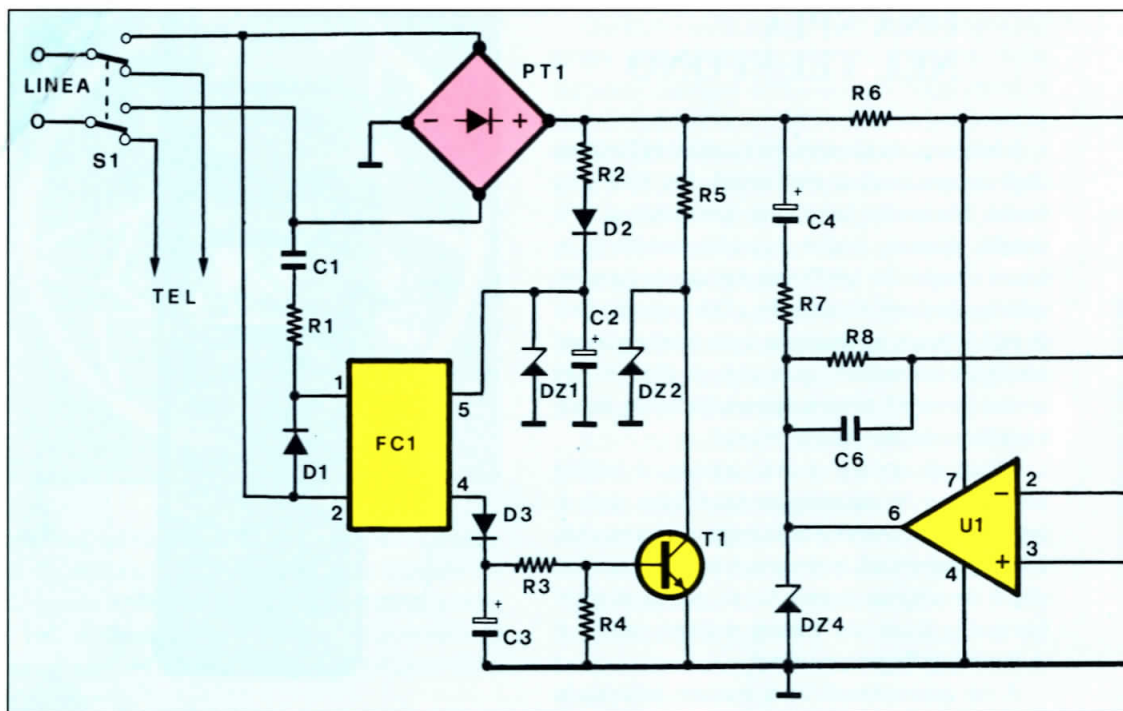 PT1
LINEA
S1
R6
R2
R5
D2
C4
C1
TEL
R7
R1
C2
R8
1
5
DZ1
DZ2
FC1
C6
D1
4
2
D3
7
2
6
U1
T1
3
R3
4
R4
C3
DZ4
+
-